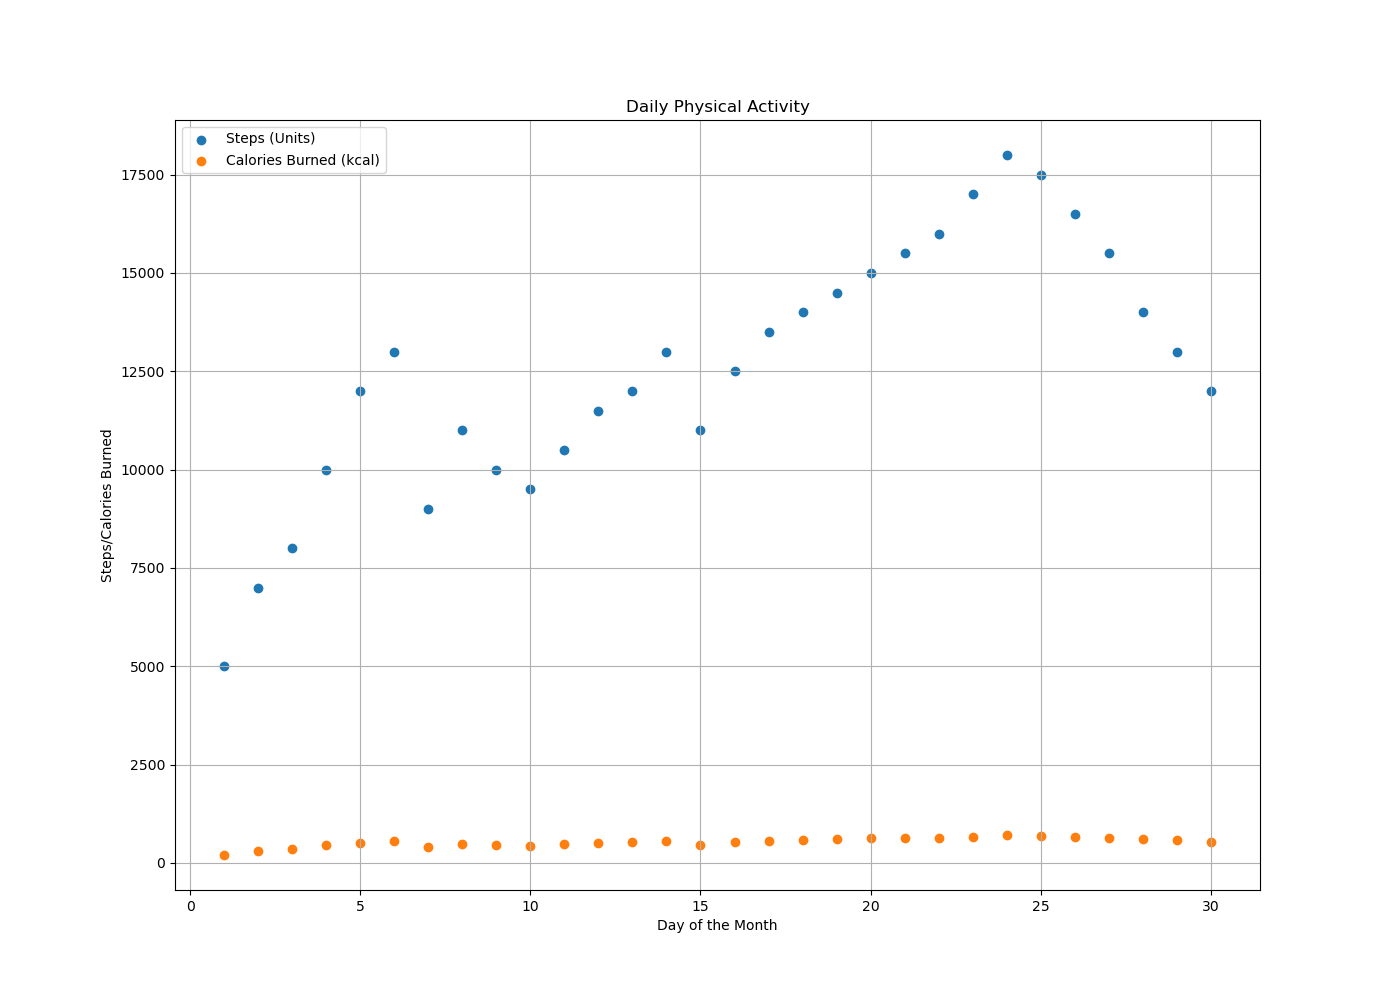 Daily Physical Activity
Steps (Units)
Calories Burned (kcal)
17500
15000
12500
10000
7500
5000
2500
0
Steps/Calories Burned
0 5 10 15 20 25 30
Day of the Month